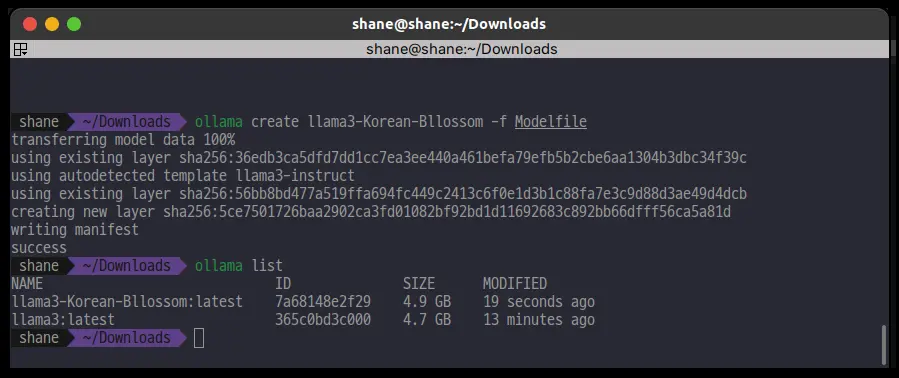 shane@shane:~/Downloads
shane@shane:~/Downloads
shane ~/Downloads ollama create llama3-Korean-Bllossom -f Modelfile
transferring model data 100%
using existing layer sha256:36edb3ca5dfd7dd1cc7ea3ee440a461befa79efb5b2cbe6aa1304b3dbc34f39c
using autodetected template llama3-instruct
using existing layer sha256:56bb8bd477a519ffa694fc449c2413c6f0e1d3b1c88fa7e3c9d88d3ae49d4dcb
creating new layer sha256:5ce7501726baa2902ca3fd01082bf92bd1d11692683c892bb66dfff56ca5a81d
writing manifest
success
shane ~/Downloads ollama list
NAME ID SIZE MODIFIED
llama3-Korean-Bllossom:latest 7a68148e2f29 4.9 GB 19 seconds ago
llama3:latest 365c0bd3c000 4.7 GB 13 minutes ago
shane ~/Downloads